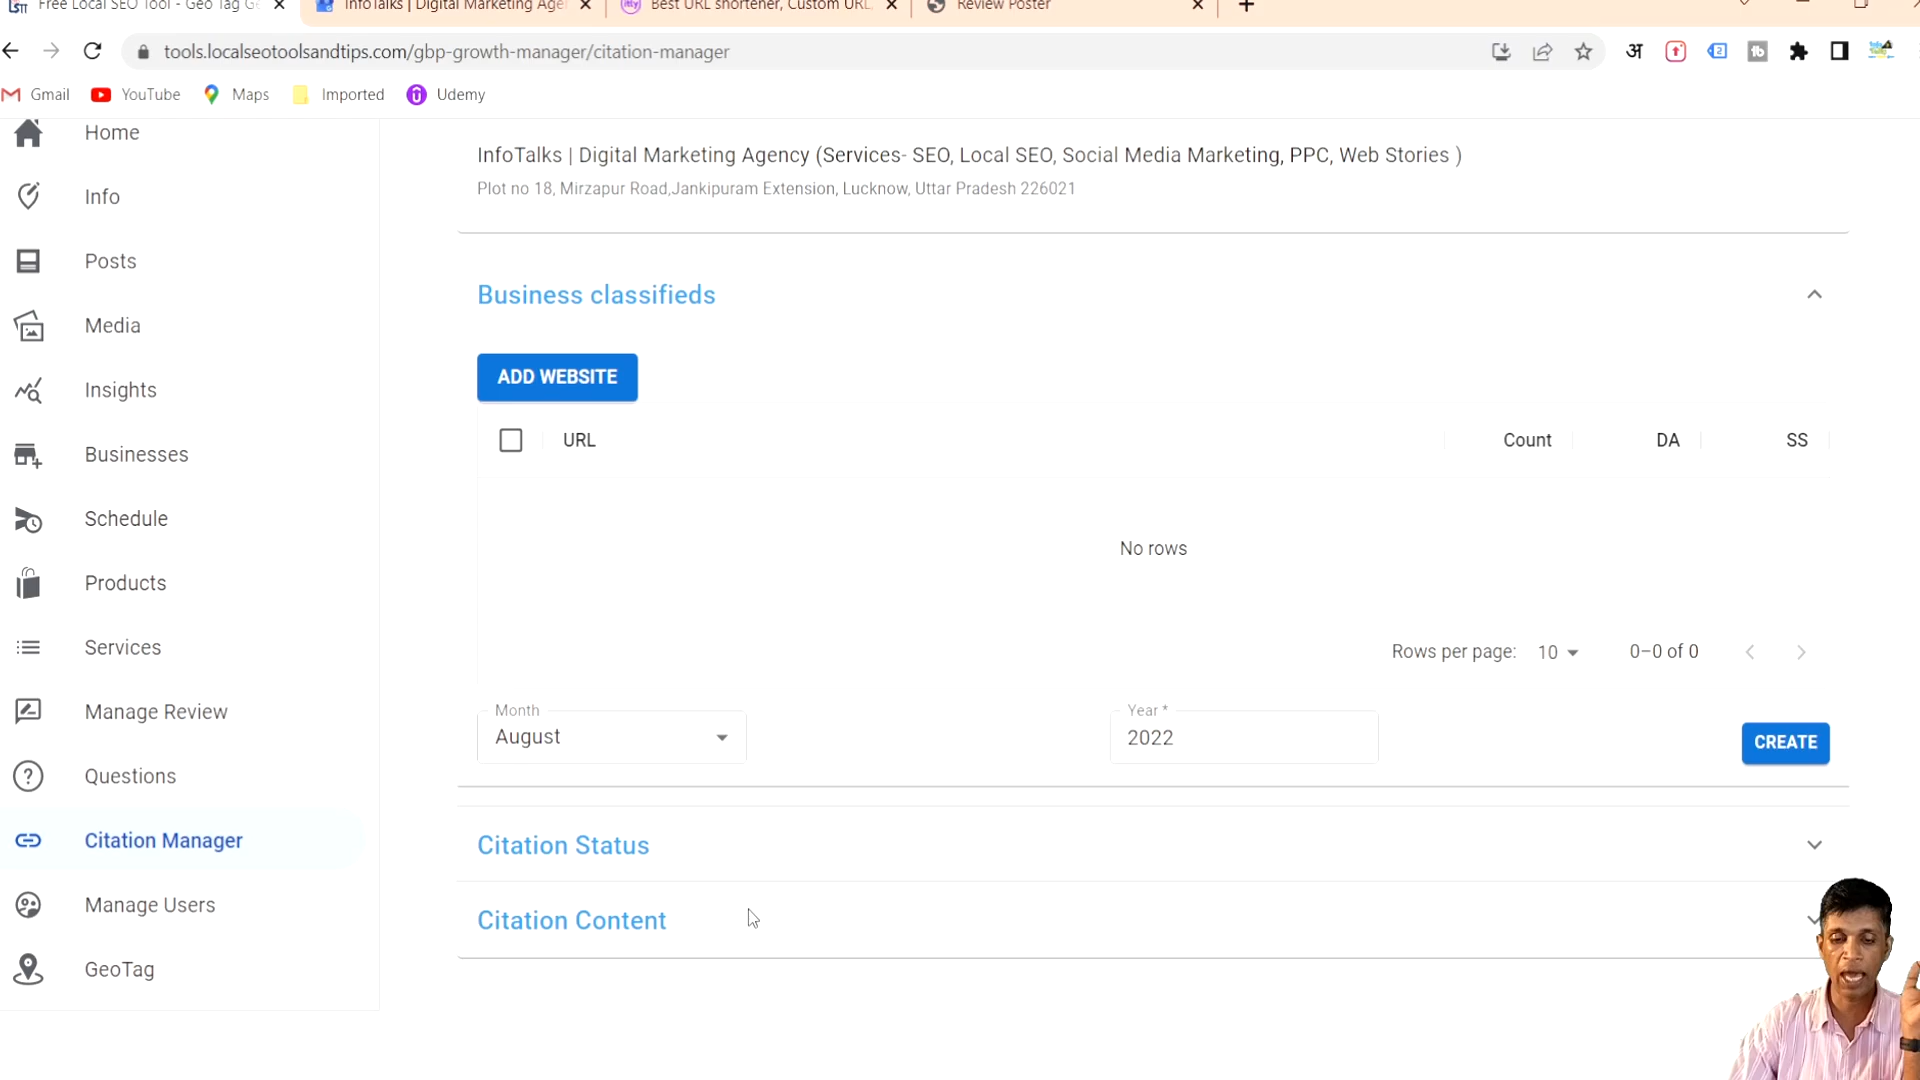 Free Local SEO Tool - Geo Tag
InfoTalks | Digital Marketing Age
Best URL shortener, Custom URL
Review Poster
tools.localseotoolsandtips.com/gbp-growth-manager/citation-manager
Gmail
YouTube
Maps
Imported
Udemy
Home
Info
Posts
Media
Insights
Businesses
Schedule
Products
Services
Manage Review
Questions
Citation Manager
Manage Users
GeoTag
InfoTalks | Digital Marketing Agency (Services- SEO, Local SEO, Social Media Marketing, PPC, Web Stories )
Plot no 18, Mirzapur Road,Jankipuram Extension, Lucknow, Uttar Pradesh 226021
Business classifieds
ADD WEBSITE
URL Count DA SS
No rows
Rows per page: 10 0–0 of 0
Month
August
Year *
2022
CREATE
Citation Status
Citation Content